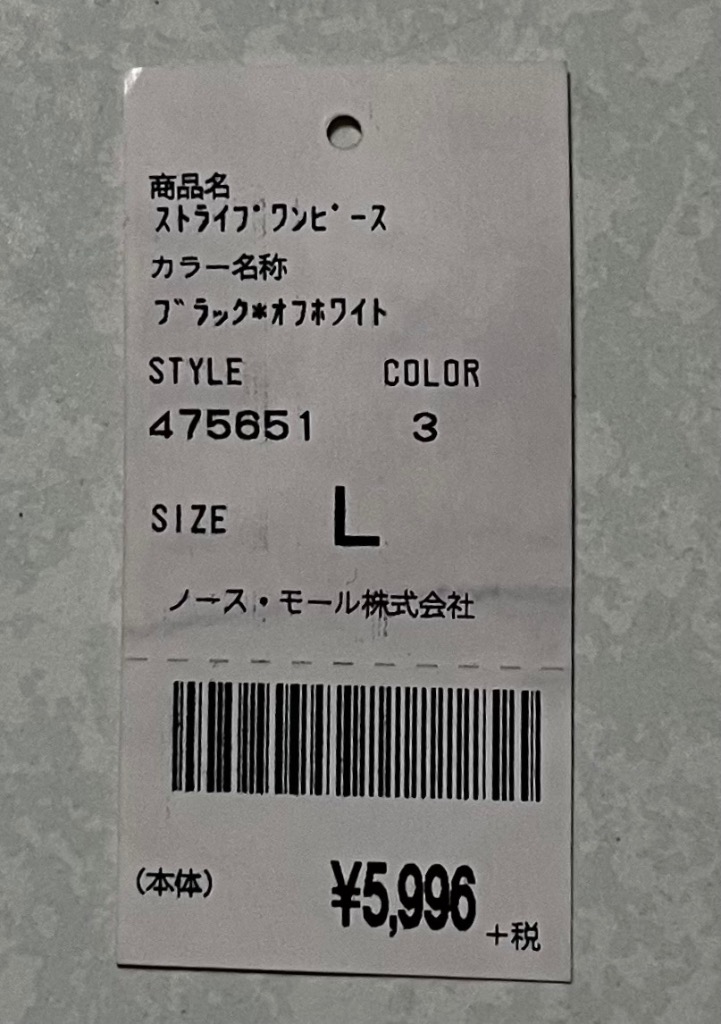 商品名
ｽﾄﾗｲﾌﾟﾜﾝﾋﾟｰｽ
カラー名称
ﾌﾞﾗｯｸ*ｵﾌﾎﾜｲﾄ
STYLE COLOR
475651 3
SIZE L
ノース・モール株式会社
(本体) ¥5,996 +税